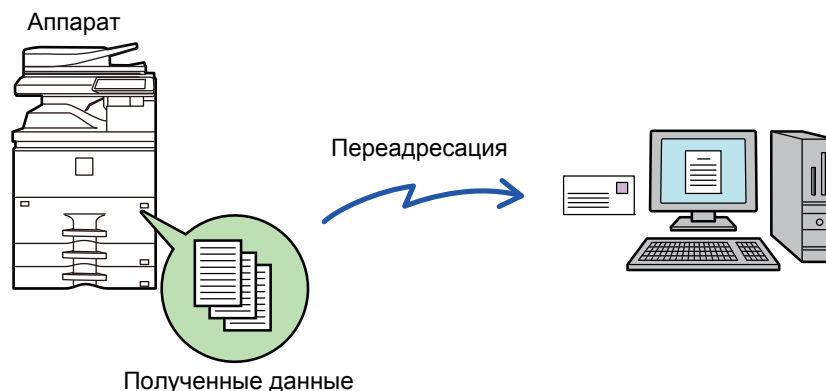 Аппарат
Переадресация
Полученные данные